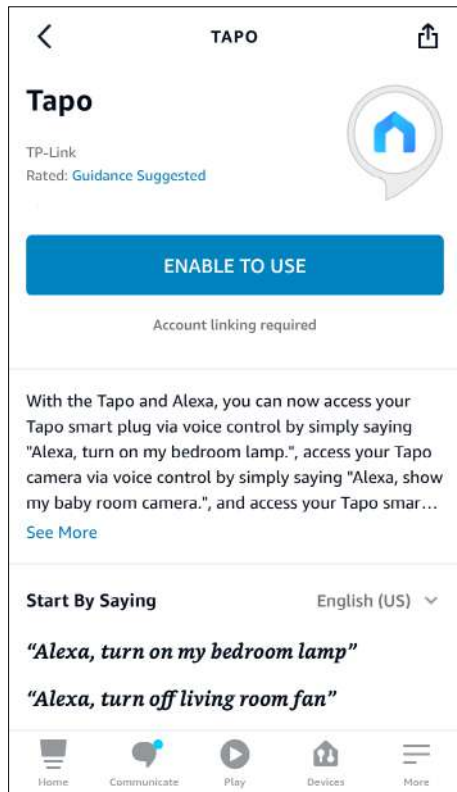 TAPO
Tapo
TP-Link
Rated: Guidance Suggested
ENABLE TO USE
Account linking required
With the Tapo and Alexa, you can now access your
Tapo smart plug via voice control by simply saying
"Alexa, turn on my bedroom lamp.", access your Tapo
camera via voice control by simply saying "Alexa, show
my baby room camera.", and access your Tapo smar...
See More
Start By Saying English (US)
“Alexa, turn on my bedroom lamp”
“Alexa, turn off living room fan”
Home Communicate Play Devices More